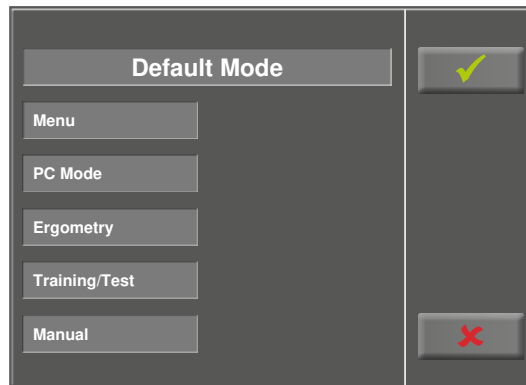 Default Mode
Menu
PC Mode
Ergometry
Training/Test
Manual